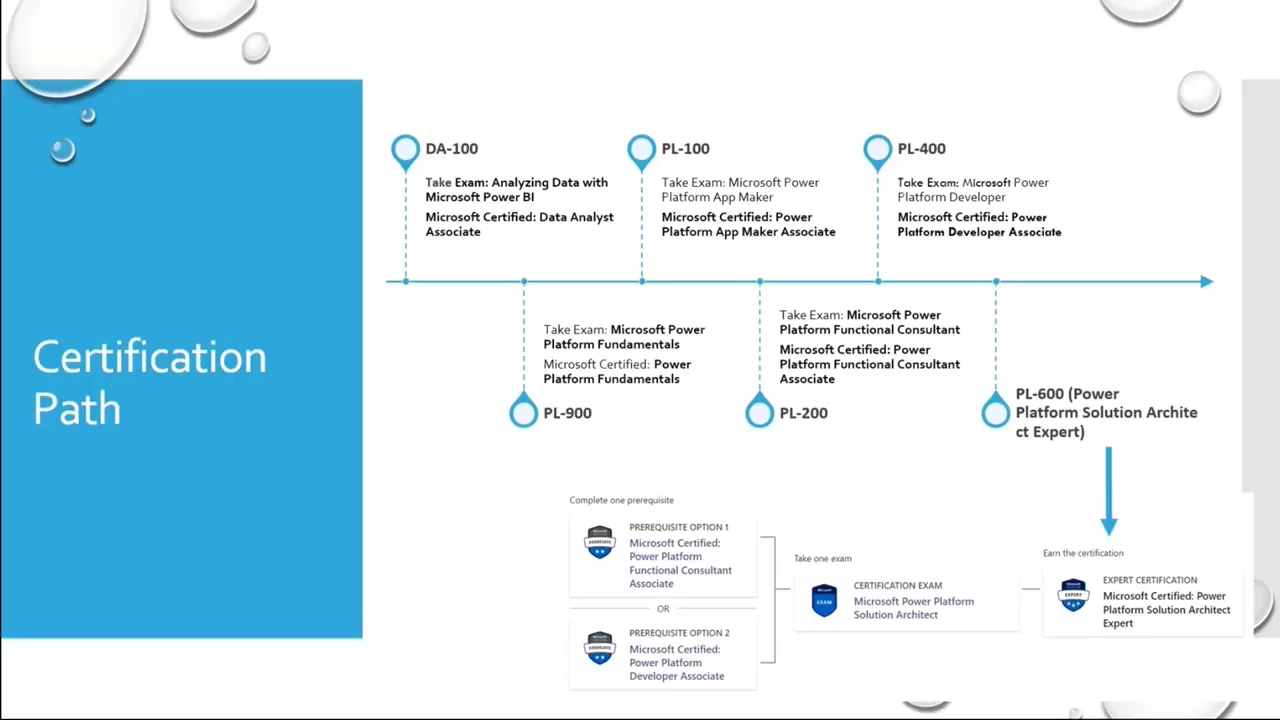 Certification
Path
DA-100
Take Exam: Analyzing Data with
Microsoft Power BI
Microsoft Certified: Data Analyst
Associate
PL-100
Take Exam: Microsoft Power
Platform App Maker
Microsoft Certified: Power
Platform App Maker Associate
PL-400
Take Exam: Microsoft Power
Platform Developer
Microsoft Certified: Power
Platform Developer Associate
Take Exam: Microsoft Power
Platform Fundamentals
Microsoft Certified: Power
Platform Fundamentals
PL-900
Take Exam: Microsoft Power
Platform Functional Consultant
Microsoft Certified: Power
Platform Functional Consultant
Associate
PL-200
PL-600 (Power
Platform Solution Archite
ct Expert)
Complete one prerequisite
ASSOCIATE
PREREQUISITE OPTION 1
Microsoft Certified:
Power Platform
Functional Consultant
Associate
OR
ASSOCIATE
PREREQUISITE OPTION 2
Microsoft Certified:
Power Platform
Developer Associate
Take one exam
EXAM
CERTIFICATION EXAM
Microsoft Power Platform
Solution Architect
Earn the certification
EXPERT
EXPERT CERTIFICATION
Microsoft Certified: Power
Platform Solution Architect
Expert